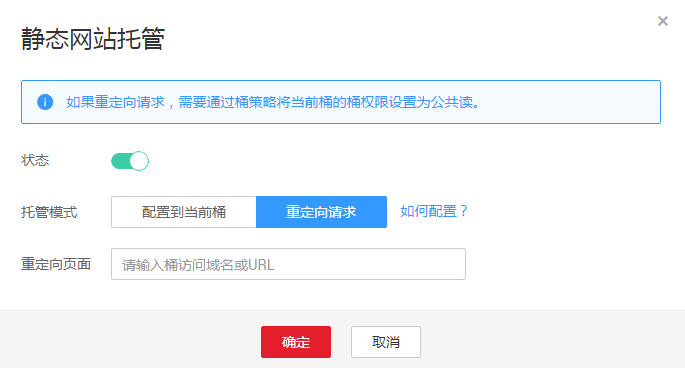 静态网站托管
如果重定向请求，需要通过桶策略将当前桶的桶权限设置为公共读。
状态
托管模式 配置到当前桶 重定向请求 如何配置？
重定向页面 请输入桶访问域名或URL
确定 取消